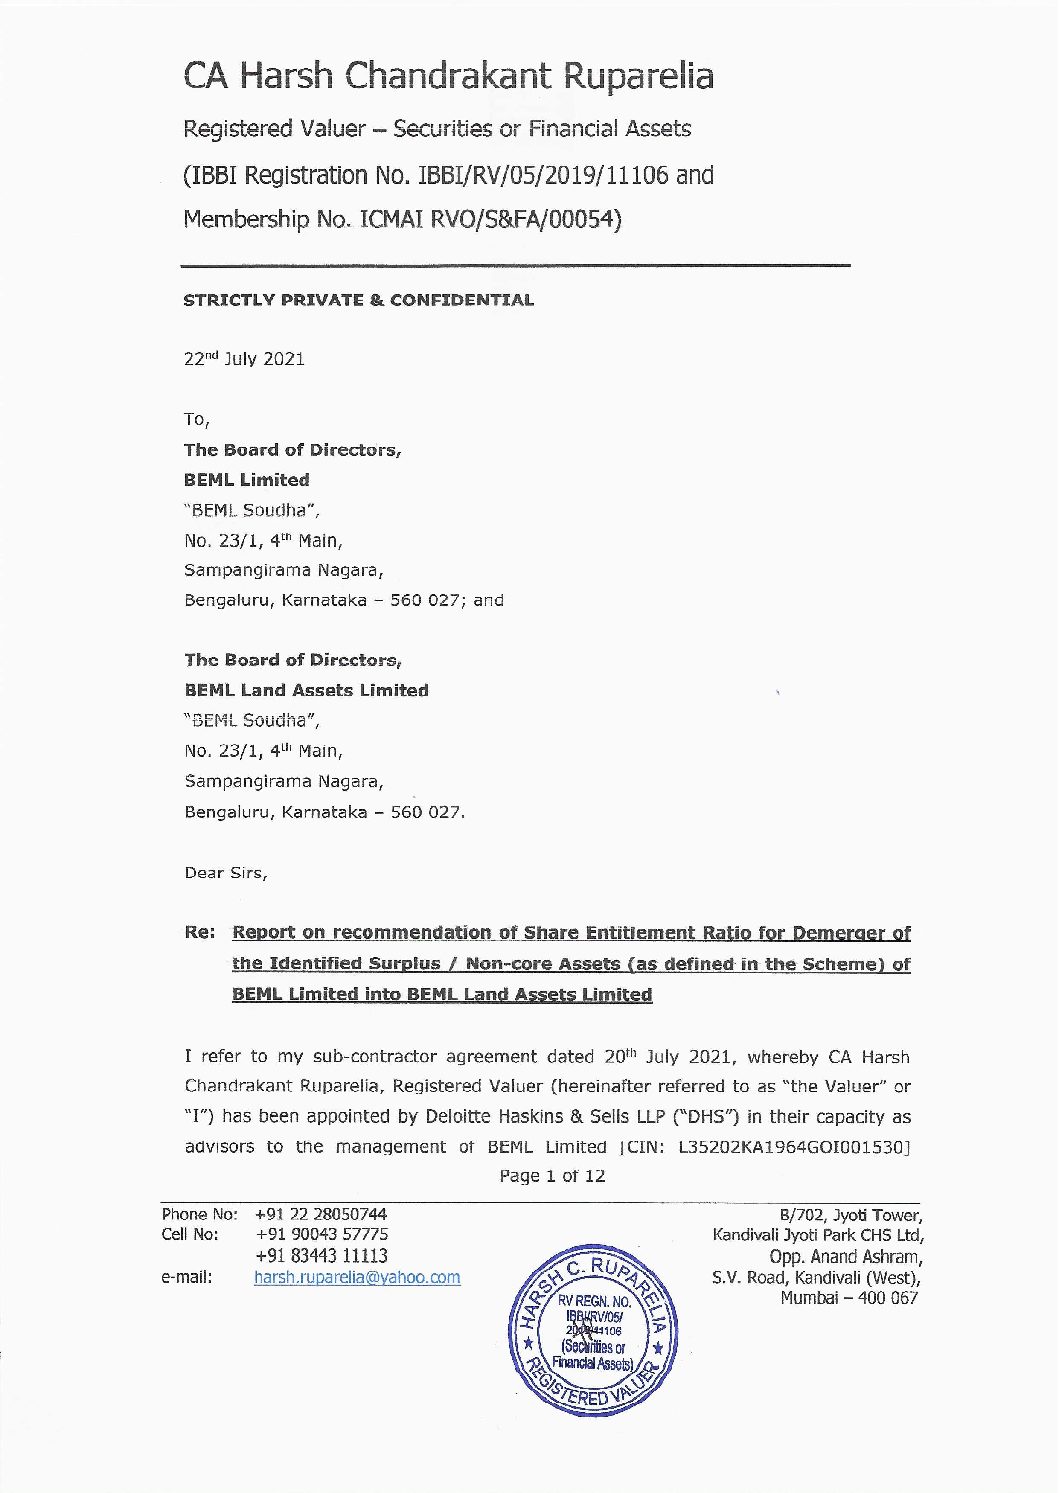 CA Harsh Chandrakant Ruparelia
Registered Valuer – Securities or Financial Assets
(IBBI Registration No. IBBI/RV/05/2019/11106 and
Membership No. ICMAI RVO/S&FA/00054)
STRICTLY PRIVATE & CONFIDENTIAL
22nd July 2021
To,
The Board of Directors,
BEML Limited
"BEML Soudha",
No. 23/1, 4th Main,
Sampangirama Nagara,
Bengaluru, Karnataka – 560 027; and
The Board of Directors,
BEML Land Assets Limited
"BEML Soudha",
No. 23/1, 4th Main,
Sampangirama Nagara,
Bengaluru, Karnataka – 560 027.
Dear Sirs,
Re: Report on recommendation of Share Entitlement Ratio for Demerger of
the Identified Surplus / Non-core Assets (as defined in the Scheme) of
BEML Limited into BEML Land Assets Limited
I refer to my sub-contractor agreement dated 20th July 2021, whereby CA Harsh
Chandrakant Ruparelia, Registered Valuer (hereinafter referred to as "the Valuer" or
"I") has been appointed by Deloitte Haskins & Sells LLP ("DHS") in their capacity as
advisors to the management of BEML Limited [CIN: L35202KA1964GOI001530]
Page 1 of 12
Phone No: +91 22 28050744
Cell No: +91 90043 57775
+91 83443 11113
e-mail: harsh.ruparelia@yahoo.com
B/702, Jyoti Tower,
Kandivali Jyoti Park CHS Ltd,
Opp. Anand Ashram,
S.V. Road, Kandivali (West),
Mumbai – 400 067
HARSH C. RUPARELIA
RV REGN. NO.
IBBI/RV/05/
2019/11106
(Securities or
Financial Assets)
★ REGISTERED VALUER ★